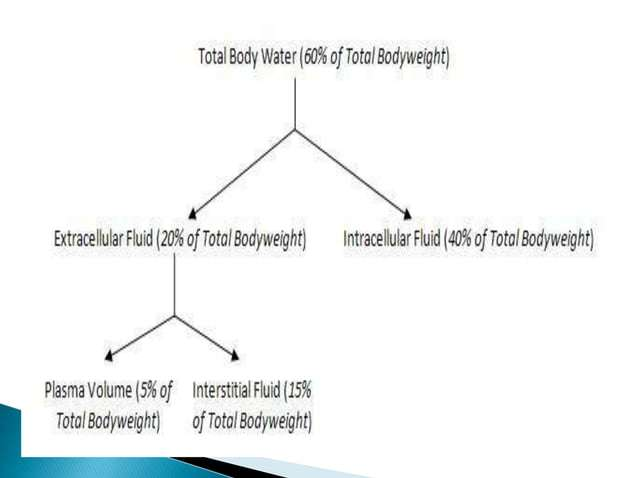 Total Body Water (60% of Total Bodyweight)
Extracellular Fluid (20% of Total Bodyweight)
Intracellular Fluid (40% of Total Bodyweight)
Plasma Volume (5% of
Total Bodyweight)
Interstitial Fluid (15%
of Total Bodyweight)